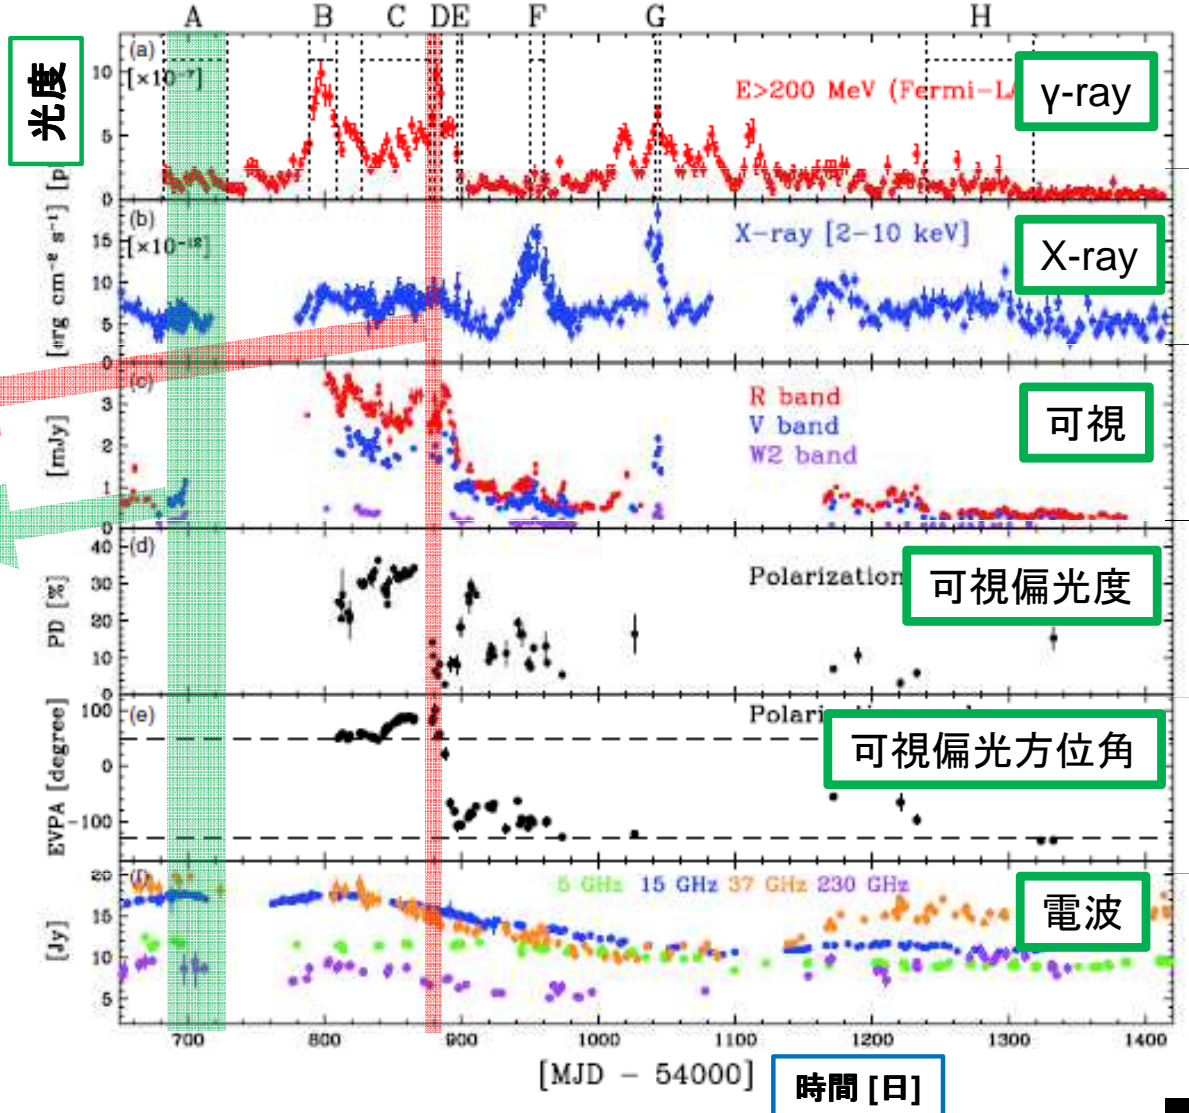 A B C D E F G H
光度
(a)
[×10⁻⁷]
E>200 MeV (Fermi-LA
γ-ray
10
5
0
[erg cm⁻² s⁻¹] [p
(b)
[×10⁻¹²]
X-ray [2-10 keV]
X-ray
15
10
5
0
(c)
R band
V band
W2 band
可視
[mJy]
3
2
1
0
(d)
Polarization
可視偏光度
PD [%]
40
30
20
10
0
(e)
可視偏光方位角
EVPA [degree]
100
0
-100
(f)
5 GHz 15 GHz 37 GHz 230 GHz
電波
[Jy]
20
15
10
5
700 800 900 1000 1100 1200 1300 1400
[MJD - 54000]
時間 [日]